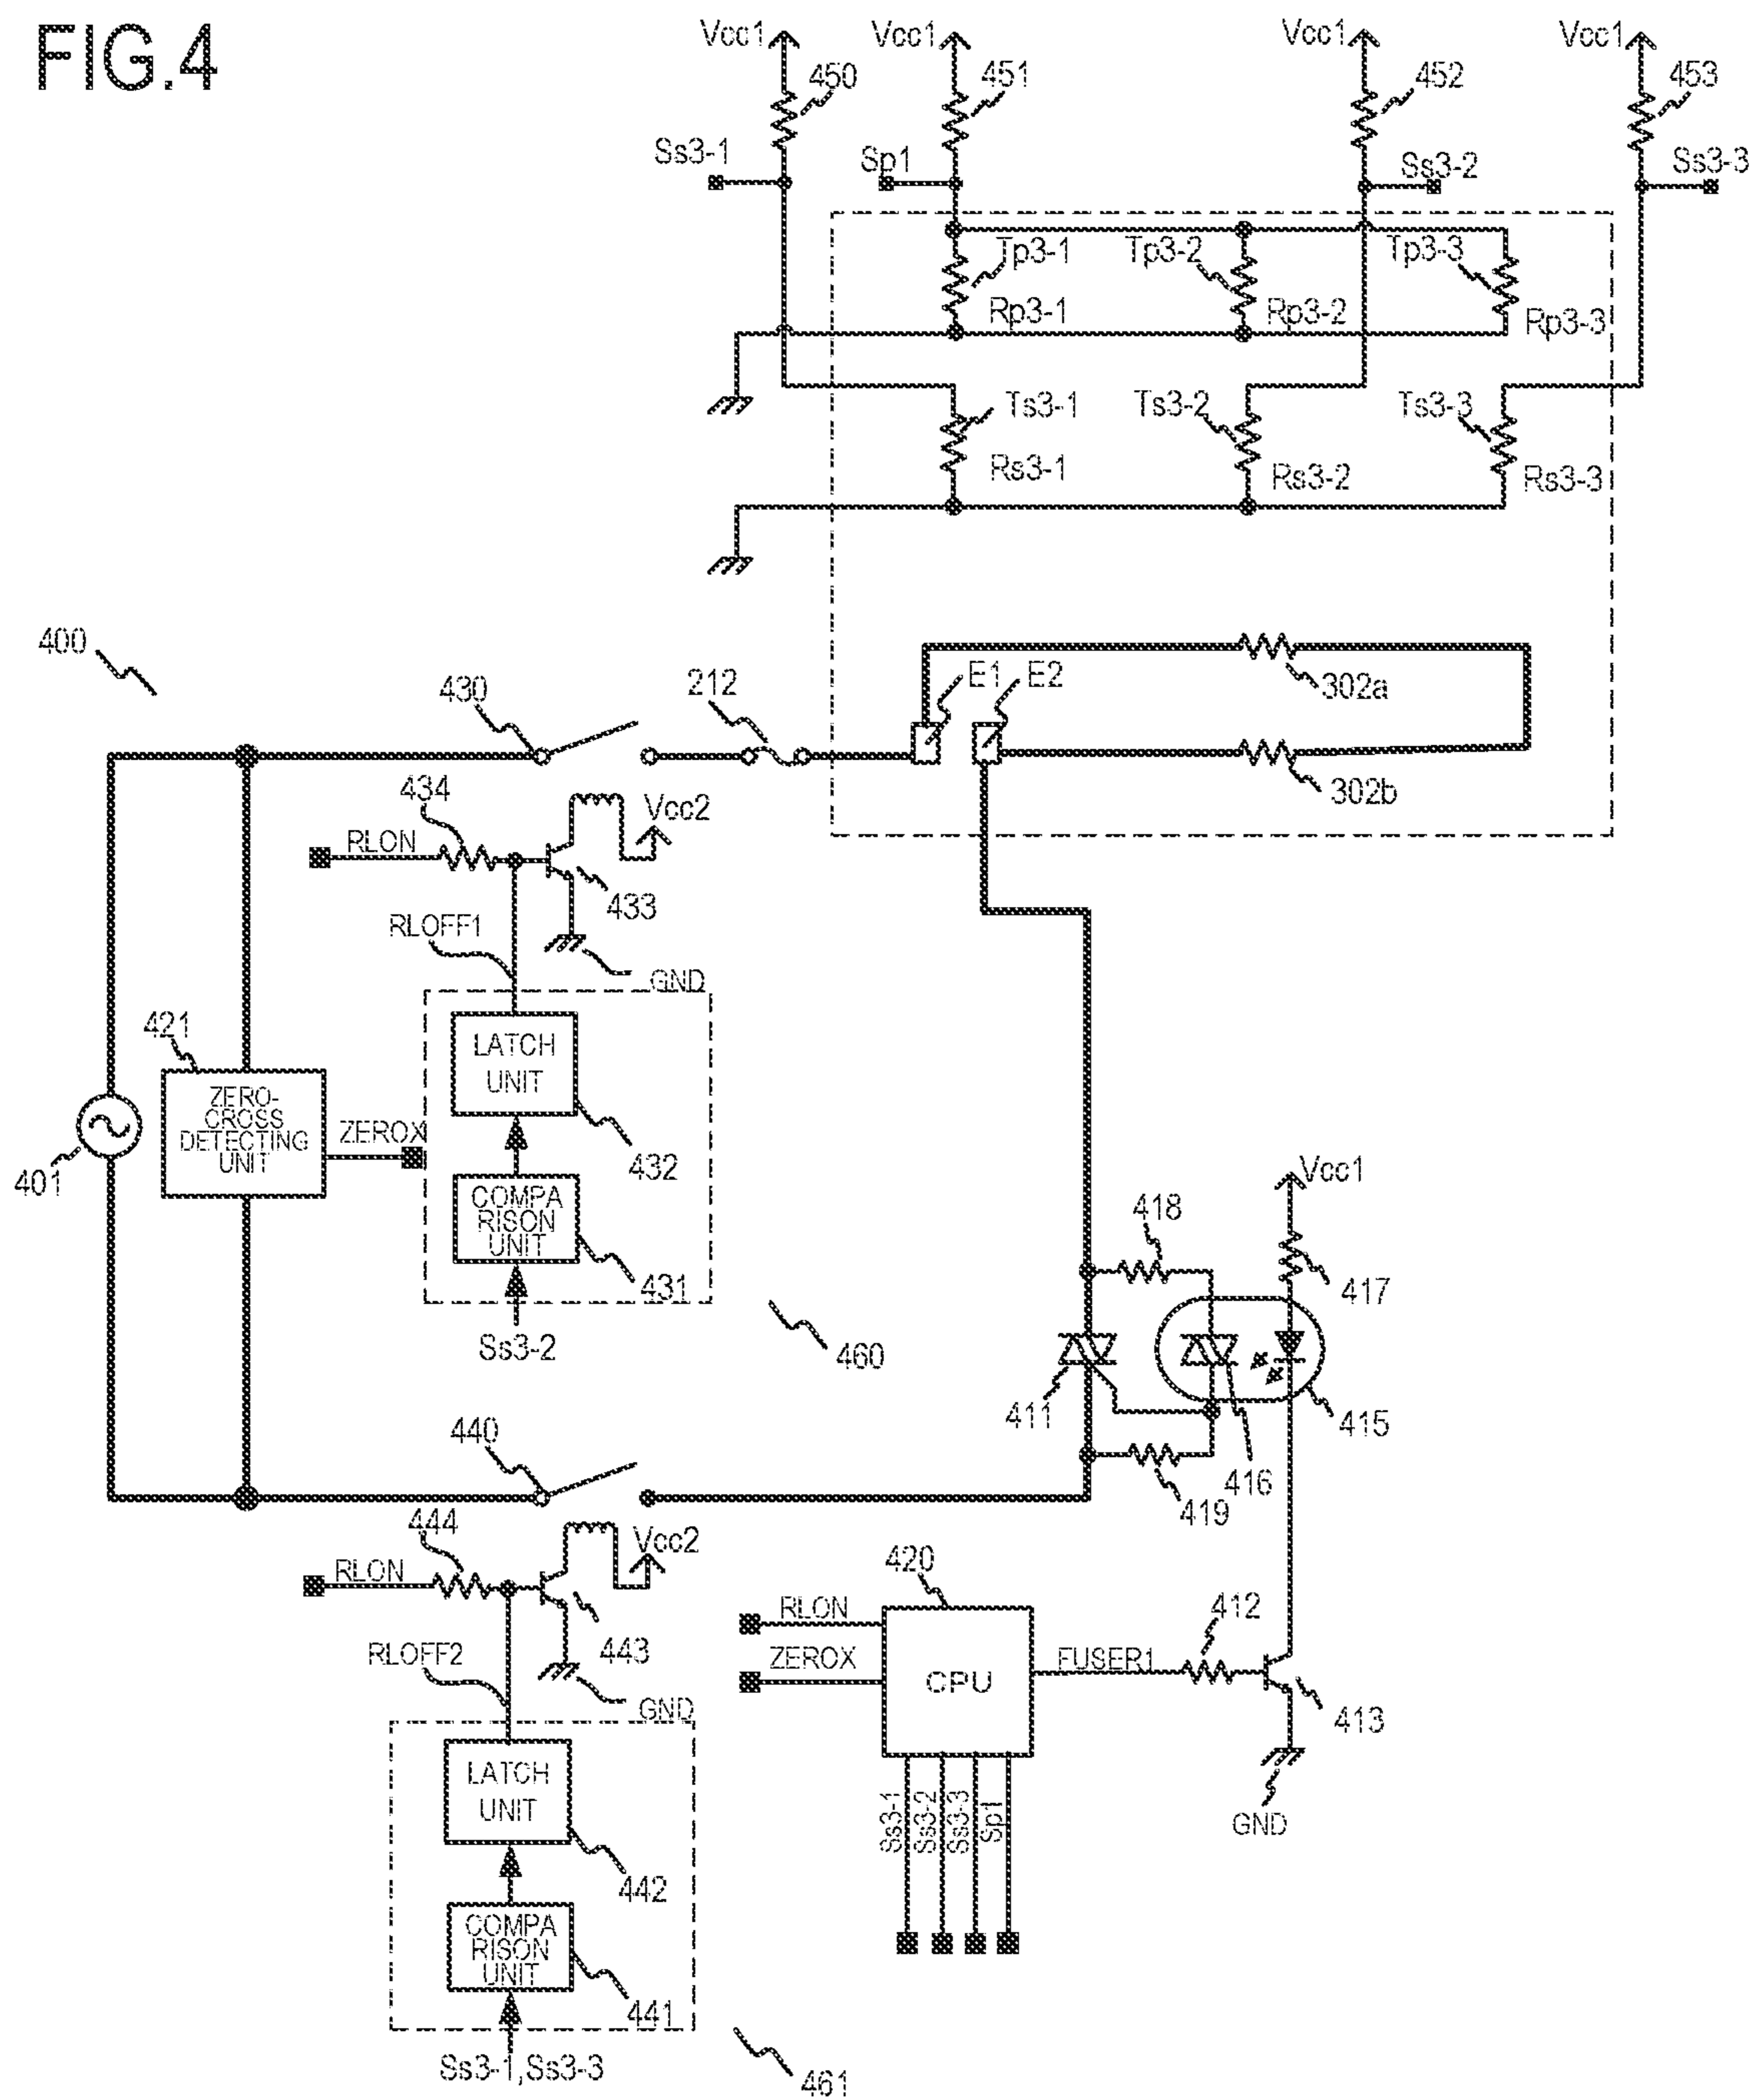 FIG.4
Vcc1 Vcc1 Vcc1 Vcc1
450 451 452 453
Ss3-1 Sp1 Ss3-2 Ss3-3
Tp3-1 Tp3-2 Tp3-3
Rp3-1 Rp3-2 Rp3-3
Ts3-1 Ts3-2 Ts3-3
Rs3-1 Rs3-2 Rs3-3
400
430 212 E1 E2 302a
302b
434 Vcc2
RLON
433
RLOFF1
GND
421
LATCH
UNIT
432
401
ZERO-
CROSS
DETECTING
UNIT
ZEROX
COMPA
RISON
UNIT
431
Ss3-2
460
Vcc1
418
417
411
415
416
419
440
444 Vcc2
RLON
443
RLOFF2
GND
LATCH
UNIT
442
COMPA
RISON
UNIT
441
Ss3-1,Ss3-3
461
420
RLON
ZEROX
CPU
FUSER1
412
413
GND
Ss3-1
Ss3-2
Ss3-3
Sp1